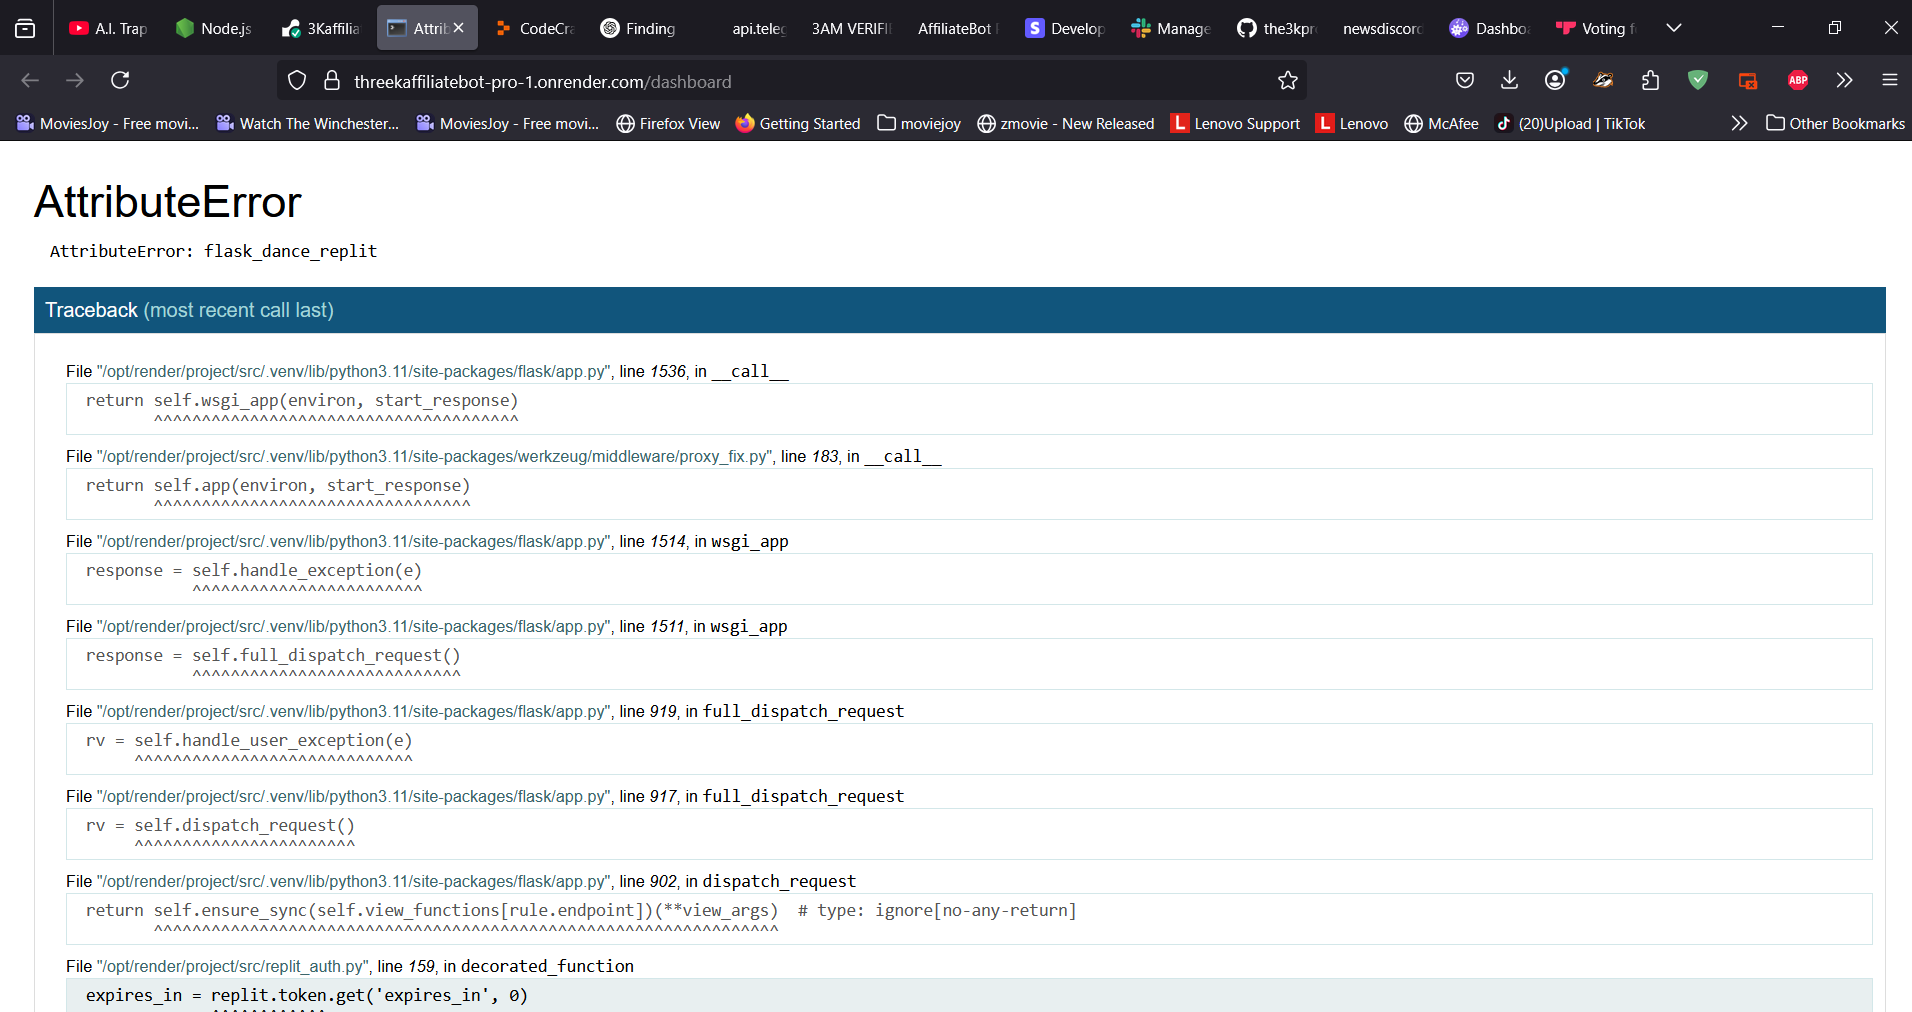 A.I. Trap
Node.js
3Kaffilia
Attrib
CodeCra
Finding
api.teleg
3AM VERIFI
AffiliateBot
Develop
Manage
the3kpr
newsdiscord
Dashbo
Voting f
threekaffiliatebot-pro-1.onrender.com/dashboard
ABP
MoviesJoy - Free movi...
Watch The Winchester...
MoviesJoy - Free movi...
Firefox View
Getting Started
moviejoy
zmovie - New Released
L Lenovo Support
L Lenovo
McAfee
(20)Upload | TikTok
Other Bookmarks
AttributeError
AttributeError: flask_dance_replit
Traceback (most recent call last)
File "/opt/render/project/src/.venv/lib/python3.11/site-packages/flask/app.py", line 1536, in __call__
return self.wsgi_app(environ, start_response)
^^^^^^^^^^^^^^^^^^^^^^^^^^^^^^^^^^^^^^
File "/opt/render/project/src/.venv/lib/python3.11/site-packages/werkzeug/middleware/proxy_fix.py", line 183, in __call__
return self.app(environ, start_response)
^^^^^^^^^^^^^^^^^^^^^^^^^^^^^^^^^
File "/opt/render/project/src/.venv/lib/python3.11/site-packages/flask/app.py", line 1514, in wsgi_app
response = self.handle_exception(e)
^^^^^^^^^^^^^^^^^^^^^^^^
File "/opt/render/project/src/.venv/lib/python3.11/site-packages/flask/app.py", line 1511, in wsgi_app
response = self.full_dispatch_request()
^^^^^^^^^^^^^^^^^^^^^^^^^^^^
File "/opt/render/project/src/.venv/lib/python3.11/site-packages/flask/app.py", line 919, in full_dispatch_request
rv = self.handle_user_exception(e)
^^^^^^^^^^^^^^^^^^^^^^^^^^^^^
File "/opt/render/project/src/.venv/lib/python3.11/site-packages/flask/app.py", line 917, in full_dispatch_request
rv = self.dispatch_request()
^^^^^^^^^^^^^^^^^^^^^^^
File "/opt/render/project/src/.venv/lib/python3.11/site-packages/flask/app.py", line 902, in dispatch_request
return self.ensure_sync(self.view_functions[rule.endpoint])(**view_args)  # type: ignore[no-any-return]
^^^^^^^^^^^^^^^^^^^^^^^^^^^^^^^^^^^^^^^^^^^^^^^^^^^^^^^^^^^^^^^^^
File "/opt/render/project/src/replit_auth.py", line 159, in decorated_function
expires_in = replit.token.get('expires_in', 0)
^^^^^^^^^^^^